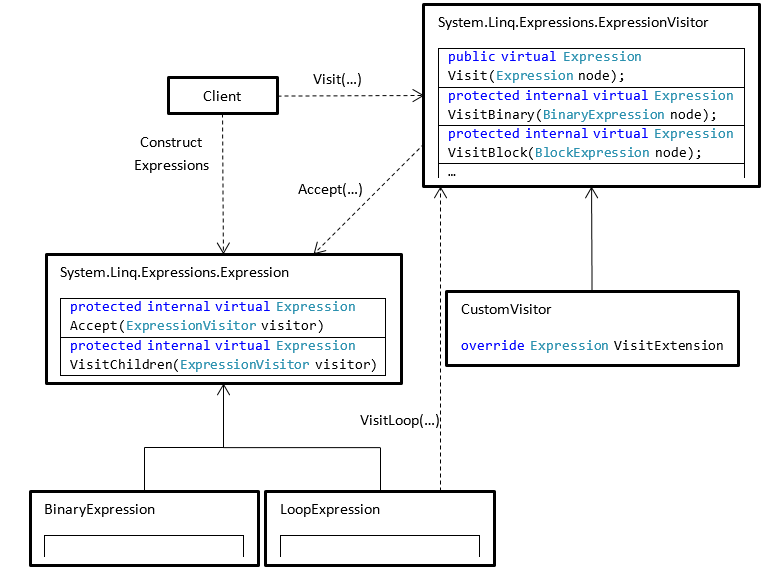 System.Linq.Expressions.ExpressionVisitor
public virtual Expression
Visit(Expression node);
protected internal virtual Expression
VisitBinary(BinaryExpression node);
protected internal virtual Expression
VisitBlock(BlockExpression node);
…
Client
Visit(…)
Construct
Expressions
Accept(…)
System.Linq.Expressions.Expression
protected internal virtual Expression
Accept(ExpressionVisitor visitor)
protected internal virtual Expression
VisitChildren(ExpressionVisitor visitor)
CustomVisitor
override Expression VisitExtension
VisitLoop(…)
BinaryExpression
LoopExpression